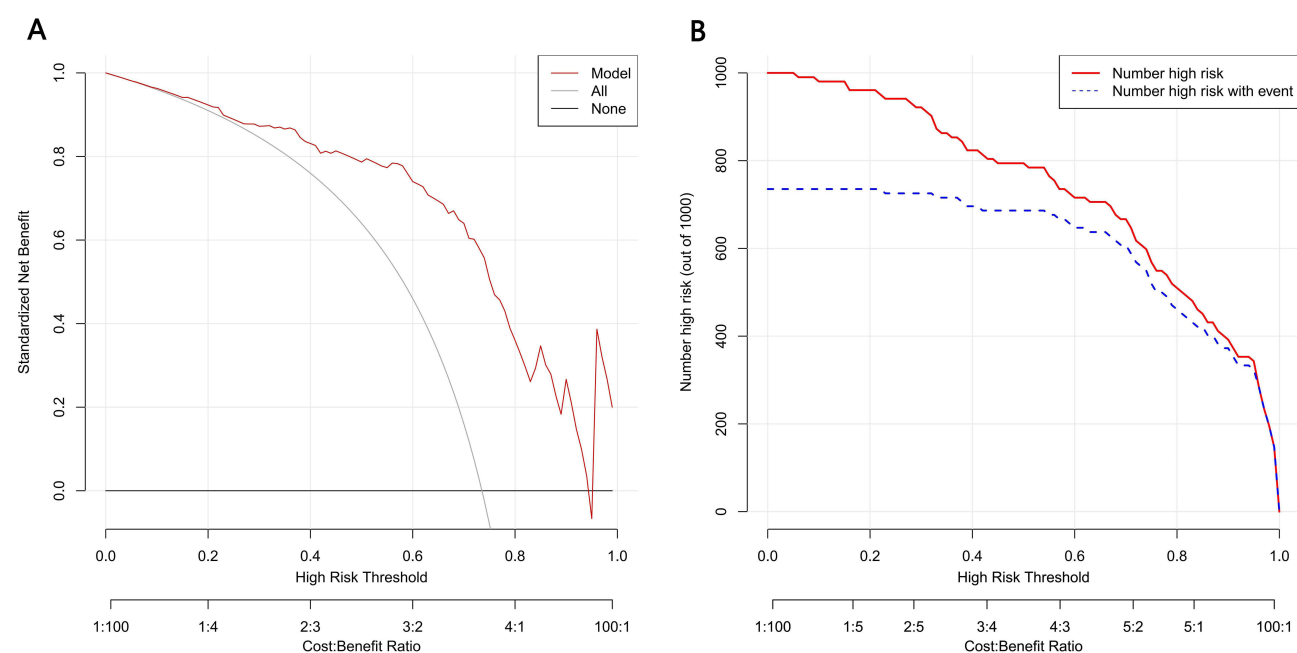 A
Model
All
None
Standardized Net Benefit
1.0
0.8
0.6
0.4
0.2
0.0
0.0 0.2 0.4 0.6 0.8 1.0
High Risk Threshold
1:100 1:4 2:3 3:2 4:1 100:1
Cost:Benefit Ratio
B
Number high risk
Number high risk with event
Number high risk (out of 1000)
1000
800
600
400
200
0
0.0 0.2 0.4 0.6 0.8 1.0
High Risk Threshold
1:100 1:5 2:5 3:4 4:3 5:2 5:1 100:1
Cost:Benefit Ratio